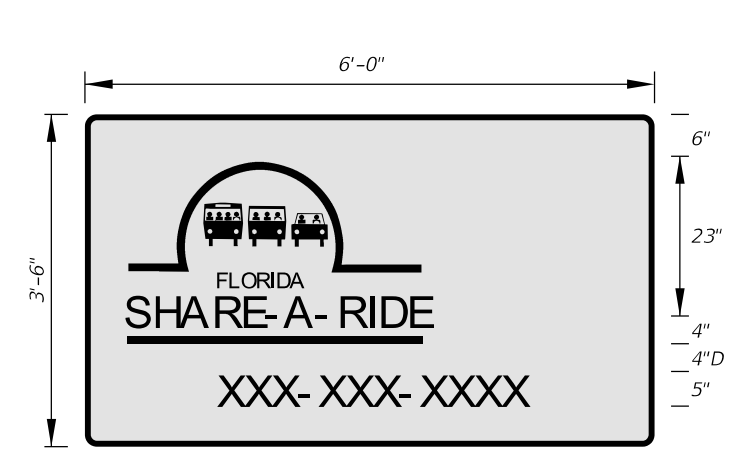 6'-0"
6"
23"
3'-6"
FLORIDA
SHARE-A-RIDE
4"
4"D
XXX-XXX-XXXX
5"